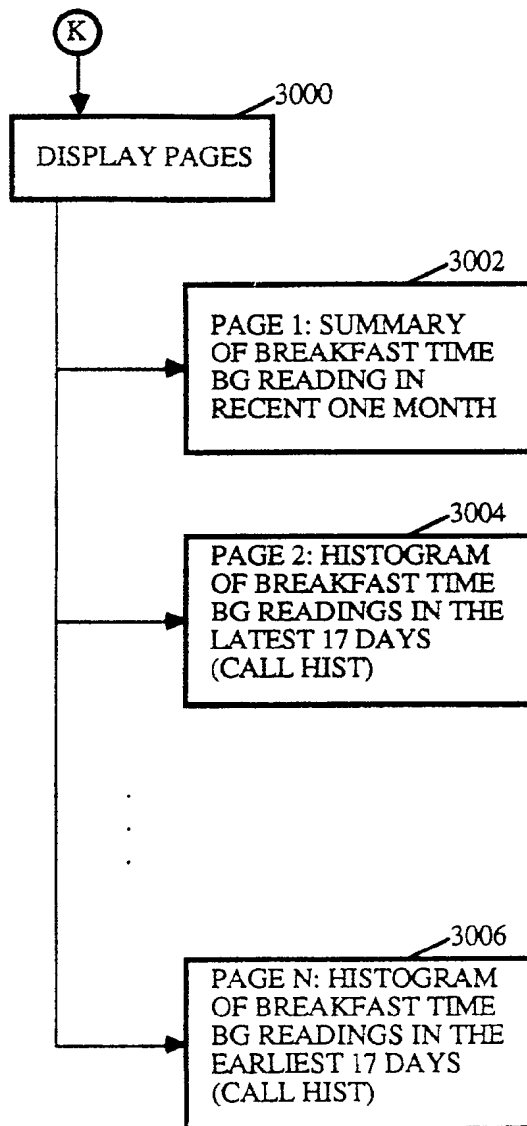 K
3000
DISPLAY PAGES
3002
PAGE 1: SUMMARY
OF BREAKFAST TIME
BG READING IN
RECENT ONE MONTH
3004
PAGE 2: HISTOGRAM
OF BREAKFAST TIME
BG READINGS IN THE
LATEST 17 DAYS
(CALL HIST)
3006
PAGE N: HISTOGRAM
OF BREAKFAST TIME
BG READINGS IN THE
EARLIEST 17 DAYS
(CALL HIST)